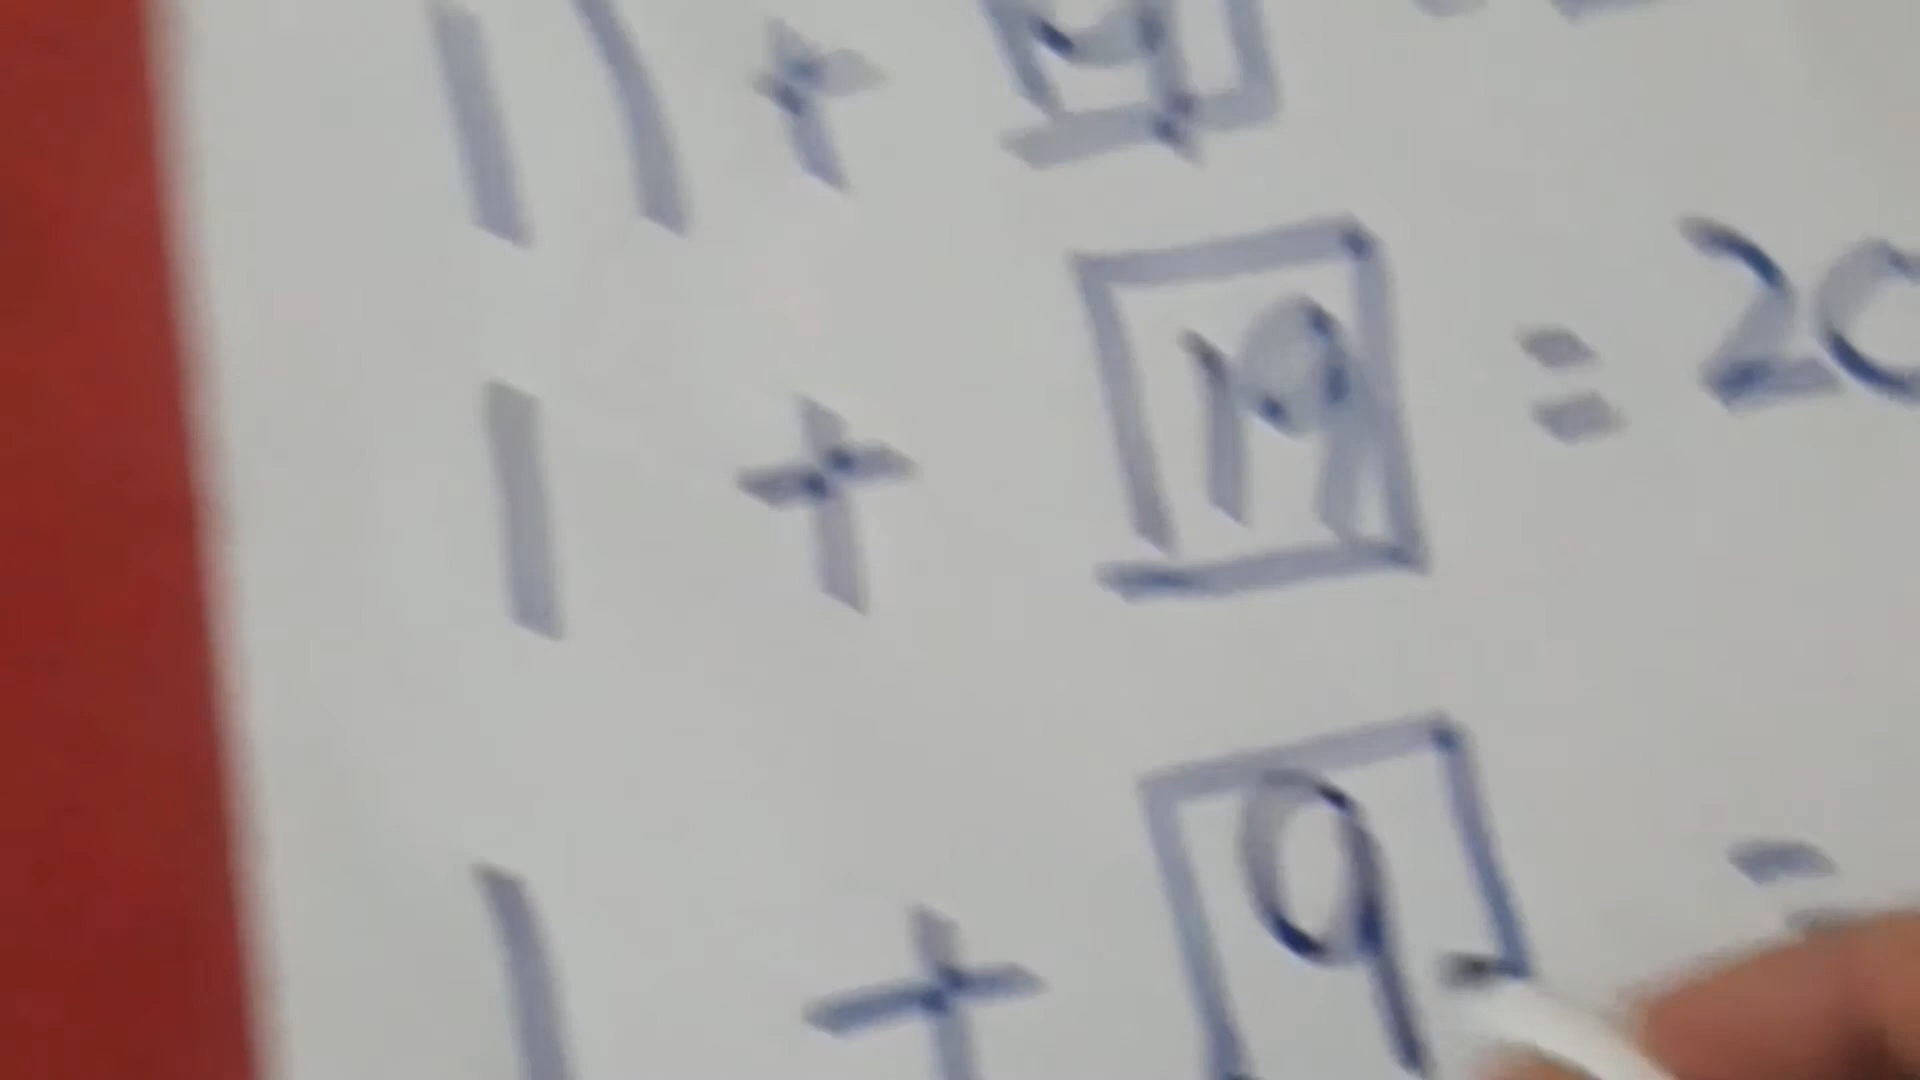 11 + 9
1 + 19 = 20
1 + 9 =